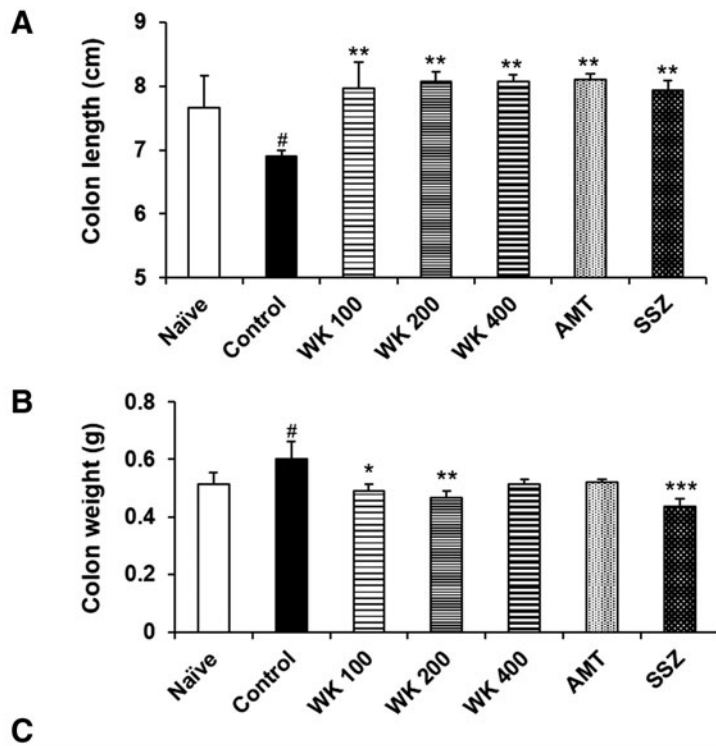 A
Colon length (cm)
9
8
7
6
5
#
**
**
**
**
**
Naïve
Control
WK 100
WK 200
WK 400
AMT
SSZ
B
Colon weight (g)
0.8
0.6
0.4
0.2
0
#
*
**
***
Naïve
Control
WK 100
WK 200
WK 400
AMT
SSZ
C